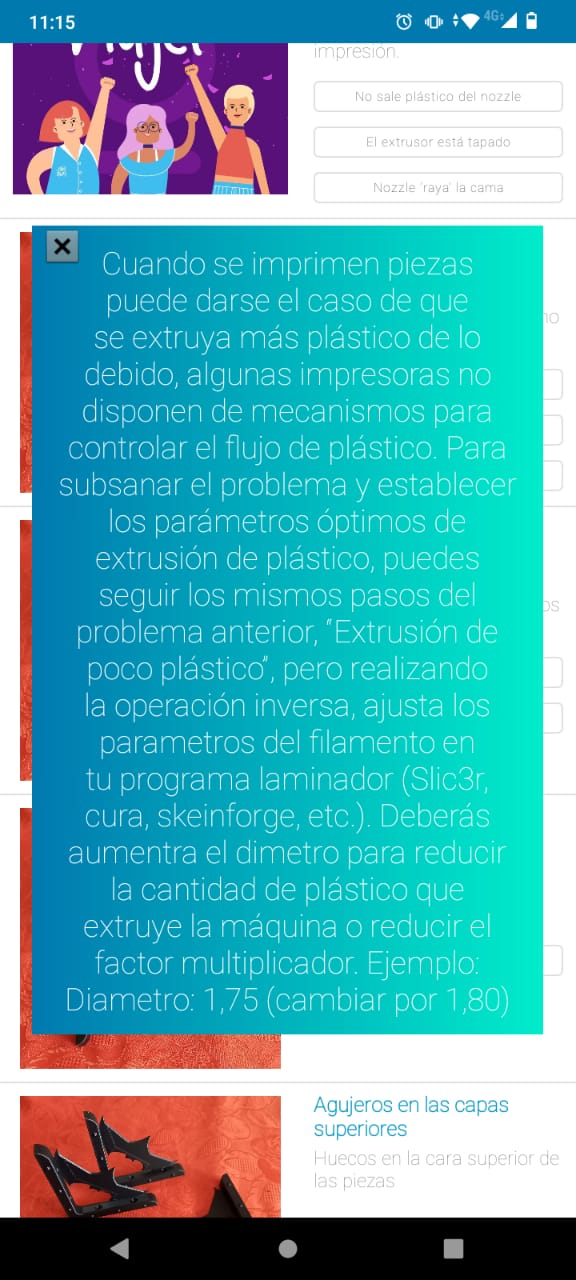 11:15
4G
impresión.
No sale plástico del nozzle
El extrusor está tapado
Nozzle 'raya' la cama
Cuando se imprimen piezas
puede darse el caso de que
se extruya más plástico de lo
debido, algunas impresoras no
disponen de mecanismos para
controlar el flujo de plástico. Para
subsanar el problema y establecer
los parámetros óptimos de
extrusión de plástico, puedes
seguir los mismos pasos del
problema anterior, “Extrusión de
poco plástico”, pero realizando
la operación inversa, ajusta los
parametros del filamento en
tu programa laminador (Slic3r,
cura, skeinforge, etc.). Deberás
aumentra el dimetro para reducir
la cantidad de plástico que
extruye la máquina o reducir el
factor multiplicador. Ejemplo:
Diametro: 1,75 (cambiar por 1,80)
Agujeros en las capas
superiores
Huecos en la cara superior de
las piezas